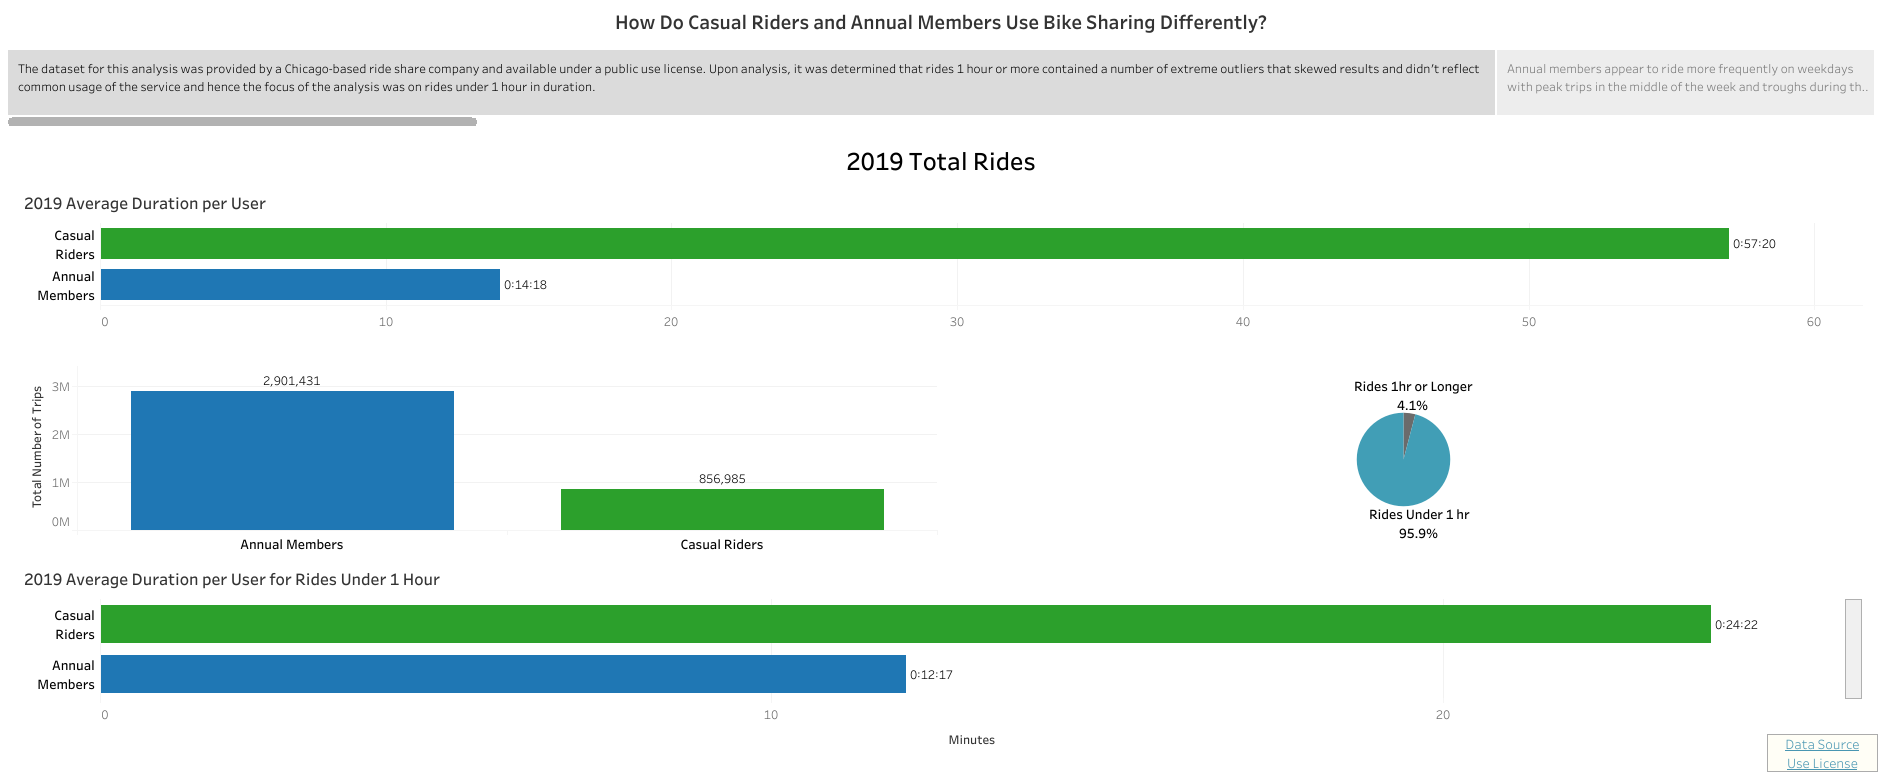 How Do Casual Riders and Annual Members Use Bike Sharing Differently?
The dataset for this analysis was provided by a Chicago-based ride share company and available under a public use license. Upon analysis, it was determined that rides 1 hour or more contained a number of extreme outliers that skewed results and didn't reflect
common usage of the service and hence the focus of the analysis was on rides under 1 hour in duration.
Annual members appear to ride more frequently on weekdays
with peak trips in the middle of the week and troughs during th..
2019 Total Rides
2019 Average Duration per User
Casual
Riders
0:57:20
Annual
Members
0:14:18
0 10 20 30 40 50 60
Total Number of Trips
3M
2M
1M
0M
2,901,431
856,985
Annual Members
Casual Riders
Rides 1hr or Longer
4.1%
Rides Under 1 hr
95.9%
2019 Average Duration per User for Rides Under 1 Hour
Casual
Riders
0:24:22
Annual
Members
0:12:17
0 10 20
Minutes
Data Source
Use License